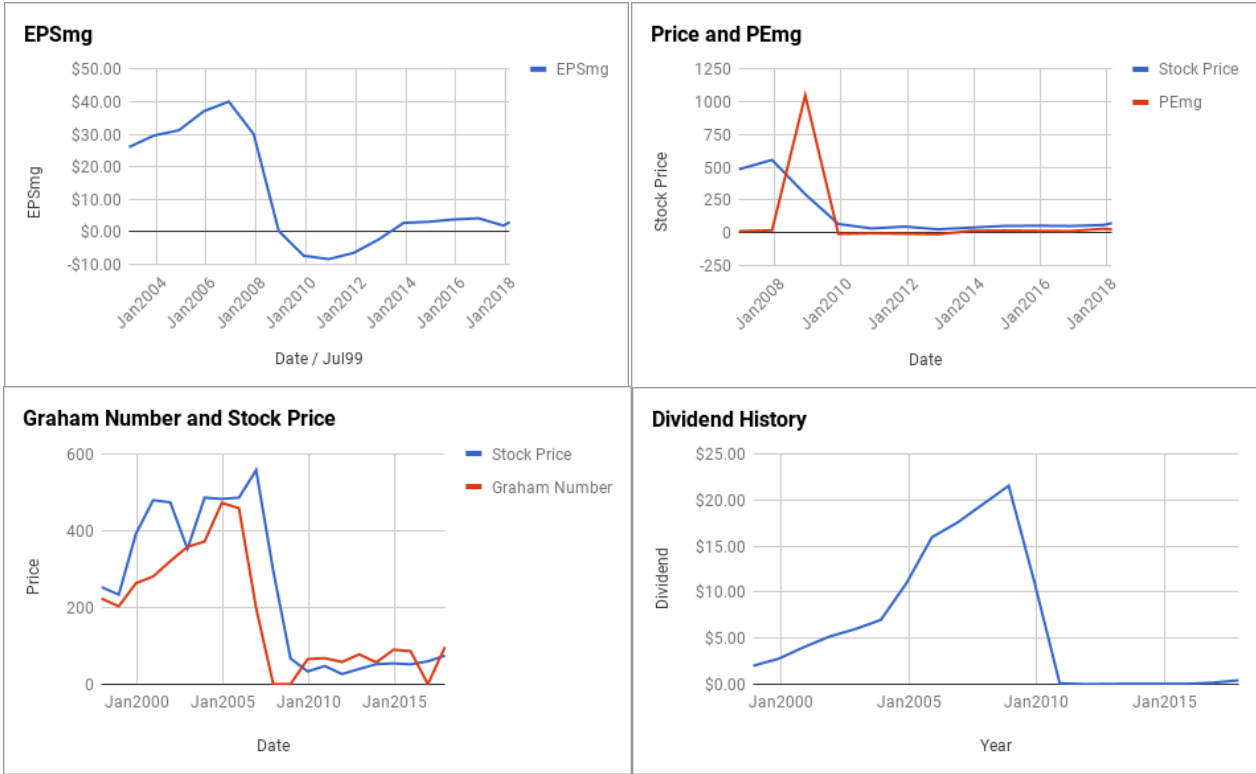 EPSmg
EPSmg
$50.00
$40.00
$30.00
$20.00
$10.00
$0.00
-$10.00
EPSmg
Jan2004
Jan2006
Jan2008
Jan2010
Jan2012
Jan2014
Jan2016
Jan2018
Date / Jul99
Price and PEmg
Stock Price
PEmg
1250
1000
750
500
250
0
-250
Stock Price
Jan2008
Jan2010
Jan2012
Jan2014
Jan2016
Jan2018
Date
Graham Number and Stock Price
Stock Price
Graham Number
600
400
200
0
Price
Jan2000
Jan2005
Jan2010
Jan2015
Date
Dividend History
$25.00
$20.00
$15.00
$10.00
$5.00
$0.00
Dividend
Jan2000
Jan2005
Jan2010
Jan2015
Year